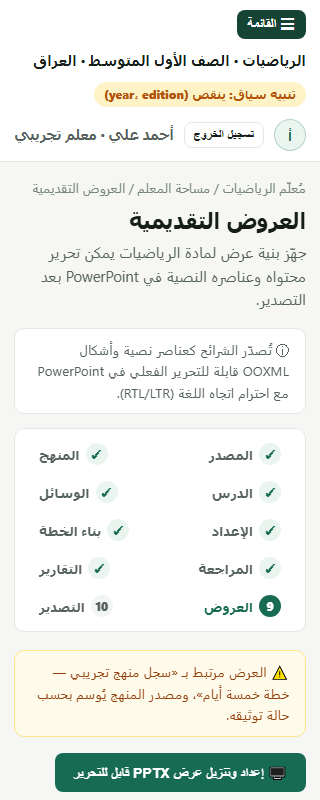 القائمة
الرياضيات • الصف الأول المتوسط • العراق
تنبيه سياق: ينقص (year، edition)
أ
تسجيل الخروج
أحمد علي • معلم تجريبي
مُعلّم الرياضيات / مساحة المعلم / العروض التقديمية
العروض التقديمية
جهّز بنية عرض لمادة الرياضيات يمكن تحرير
محتواه وعناصره النصية في PowerPoint بعد
التصدير.
ⓘ تُصدّر الشرائح كعناصر نصية وأشكال
OOXML قابلة للتحرير الفعلي في PowerPoint
مع احترام اتجاه اللغة (RTL/LTR).
✓ المصدر
✓ المنهج
✓ الدرس
✓ الوسائل
✓ الإعداد
✓ بناء الخطة
✓ المراجعة
✓ التقارير
9 العروض
10 التصدير
⚠ العرض مرتبط بـ «سجل منهج تجريبي —
خطة خمسة أيام»، ومصدر المنهج يُوسم بحسب
حالة توثيقه.
إعداد وتنزيل عرض PPTX قابل للتحرير